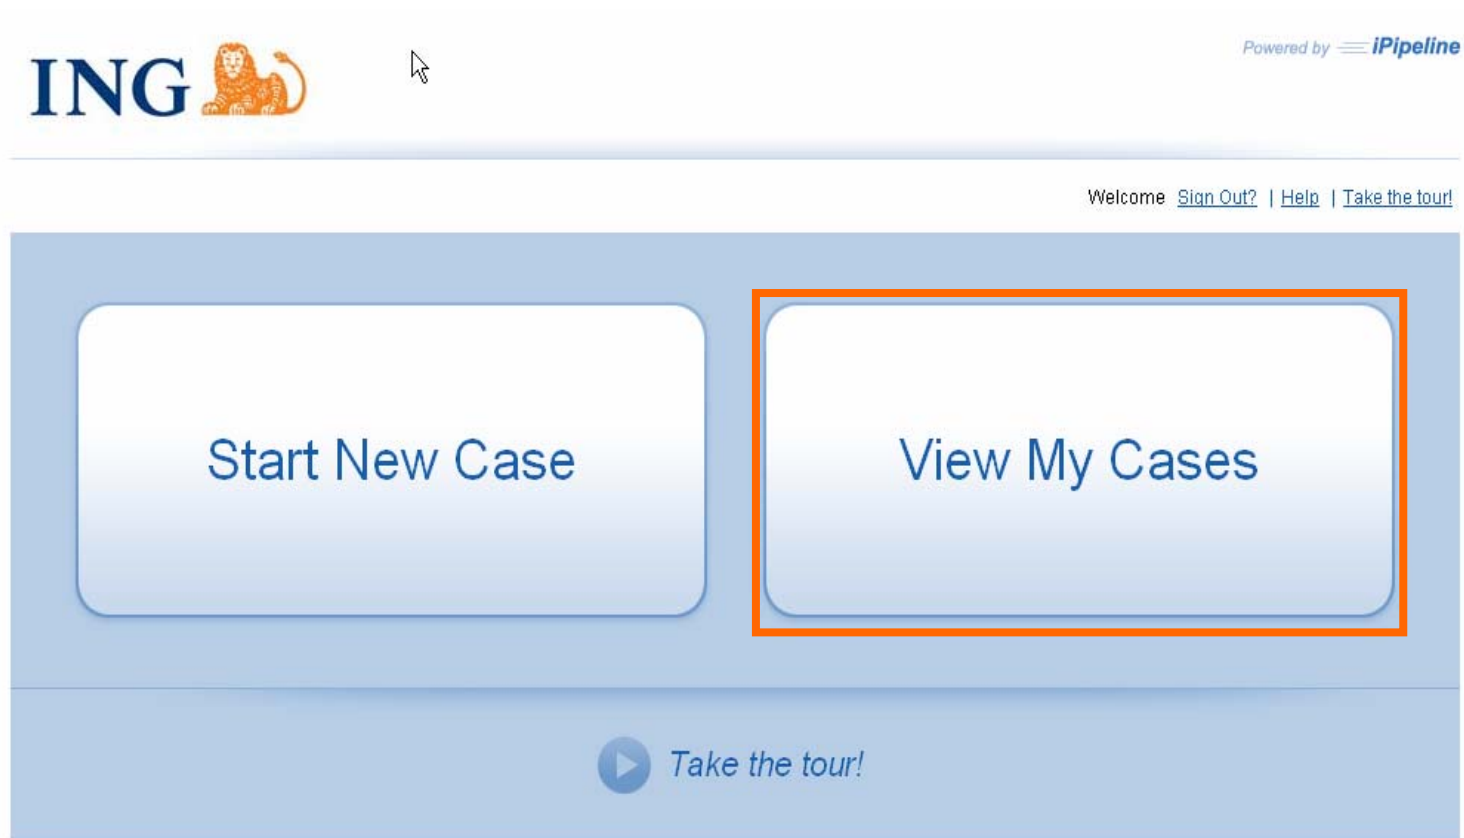 ING
Powered by iPipeline
Welcome Sign Out? | Help | Take the tour!
Start New Case
View My Cases
Take the tour!